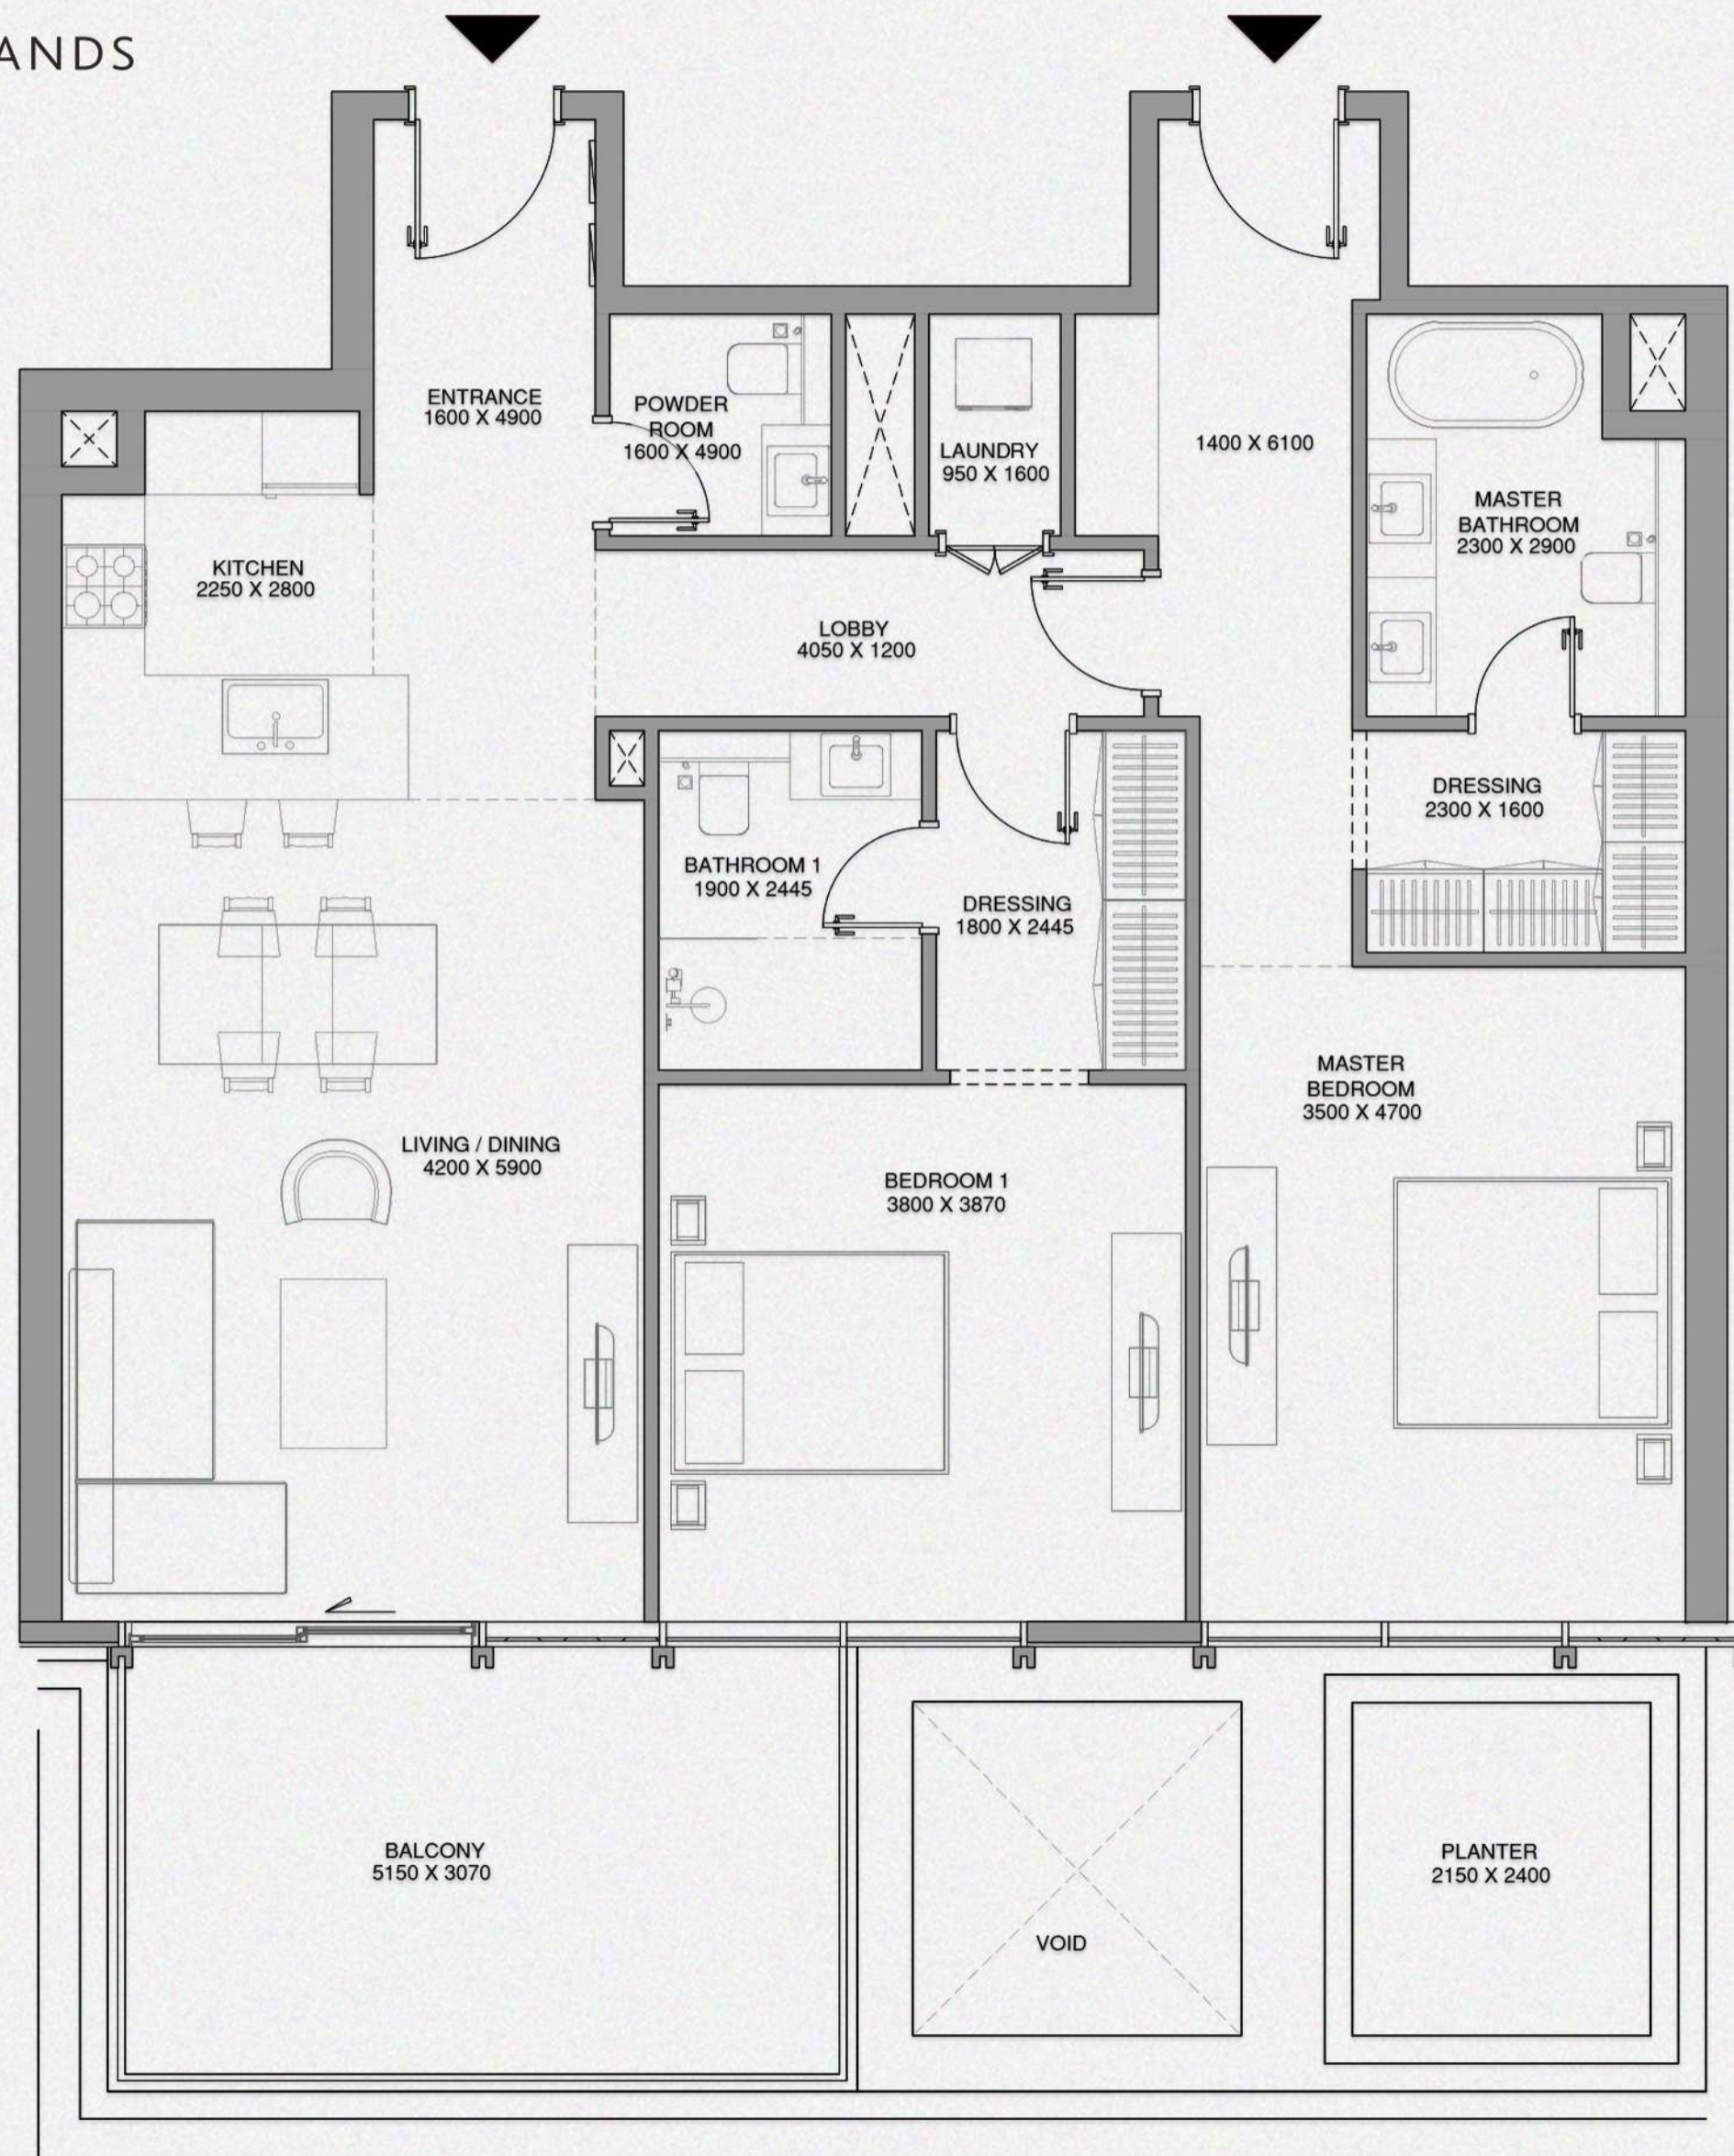 ANDS
ENTRANCE
1600 X 4900
POWDER
ROOM
1600 X 4900
LAUNDRY
950 X 1600
1400 X 6100
MASTER
BATHROOM
2300 X 2900
KITCHEN
2250 X 2800
LOBBY
4050 X 1200
DRESSING
2300 X 1600
BATHROOM 1
1900 X 2445
DRESSING
1800 X 2445
MASTER
BEDROOM
3500 X 4700
LIVING / DINING
4200 X 5900
BEDROOM 1
3800 X 3870
BALCONY
5150 X 3070
PLANTER
2150 X 2400
VOID